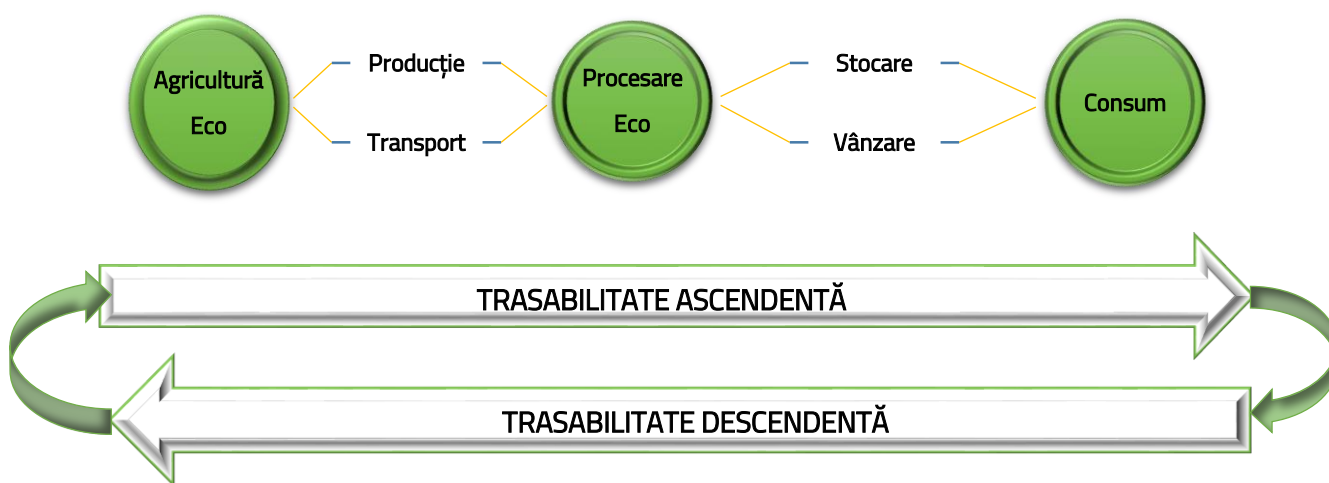 Agricultură
Eco
Producție
Transport
Procesare
Eco
Stocare
Vânzare
Consum
TRASABILITATE ASCENDENTĂ
TRASABILITATE DESCENDENTĂ